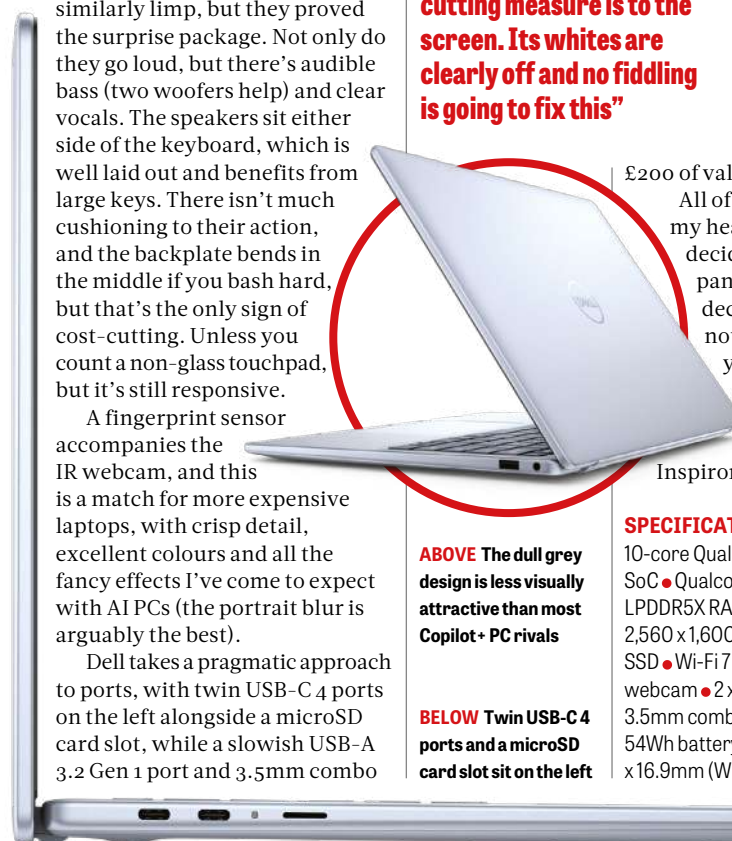 similarly limp, but they proved
the surprise package. Not only do
they go loud, but there's audible
bass (two woofers help) and clear
vocals. The speakers sit either
side of the keyboard, which is
well laid out and benefits from
large keys. There isn't much
cushioning to their action,
and the backplate bends in
the middle if you bash hard,
but that's the only sign of
cost-cutting. Unless you
count a non-glass touchpad,
but it's still responsive.
A fingerprint sensor
accompanies the
IR webcam, and this
is a match for more expensive
laptops, with crisp detail,
excellent colours and all the
fancy effects I've come to expect
with AI PCs (the portrait blur is
arguably the best).
Dell takes a pragmatic approach
to ports, with twin USB-C 4 ports
on the left alongside a microSD
card slot, while a slowish USB-A
3.2 Gen 1 port and 3.5mm combo
cutting measure is to the
screen. Its whites are
clearly off and no fiddling
is going to fix this”
DELL
ABOVE The dull grey
design is less visually
attractive than most
Copilot+ PC rivals
BELOW Twin USB-C 4
ports and a microSD
card slot sit on the left
£200 of val
All of
my hea
decid
pan
dec
no
y
Inspiron
SPECIFICAT
10-core Qual
SoC ● Qualco
LPDDR5X RA
2,560 x 1,600
SSD ● Wi-Fi 7
webcam ● 2 x
3.5mm comb
54Wh battery
x 16.9mm (W